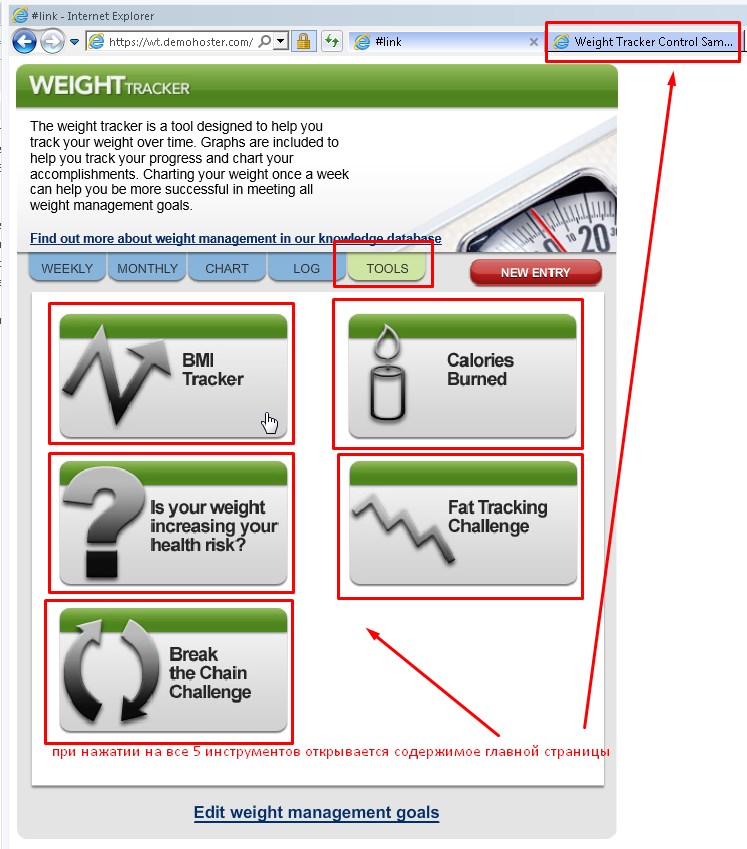 #link - Internet Explorer
https://wt.demohoster.com/
#link
Weight Tracker Control Sam...
WEIGHT TRACKER
The weight tracker is a tool designed to help you
track your weight over time. Graphs are included to
help you track your progress and chart your
accomplishments. Charting your weight once a week
can help you be more successful in meeting all
weight management goals.
Find out more about weight management in our knowledge database
20
WEEKLY MONTHLY CHART LOG TOOLS NEW ENTRY
BMI
Tracker
Calories
Burned
Is your weight
increasing your
health risk?
Fat Tracking
Challenge
Break
the Chain
Challenge
при нажатии на все 5 инструментов открывается содержимое главной страницы
Edit weight management goals